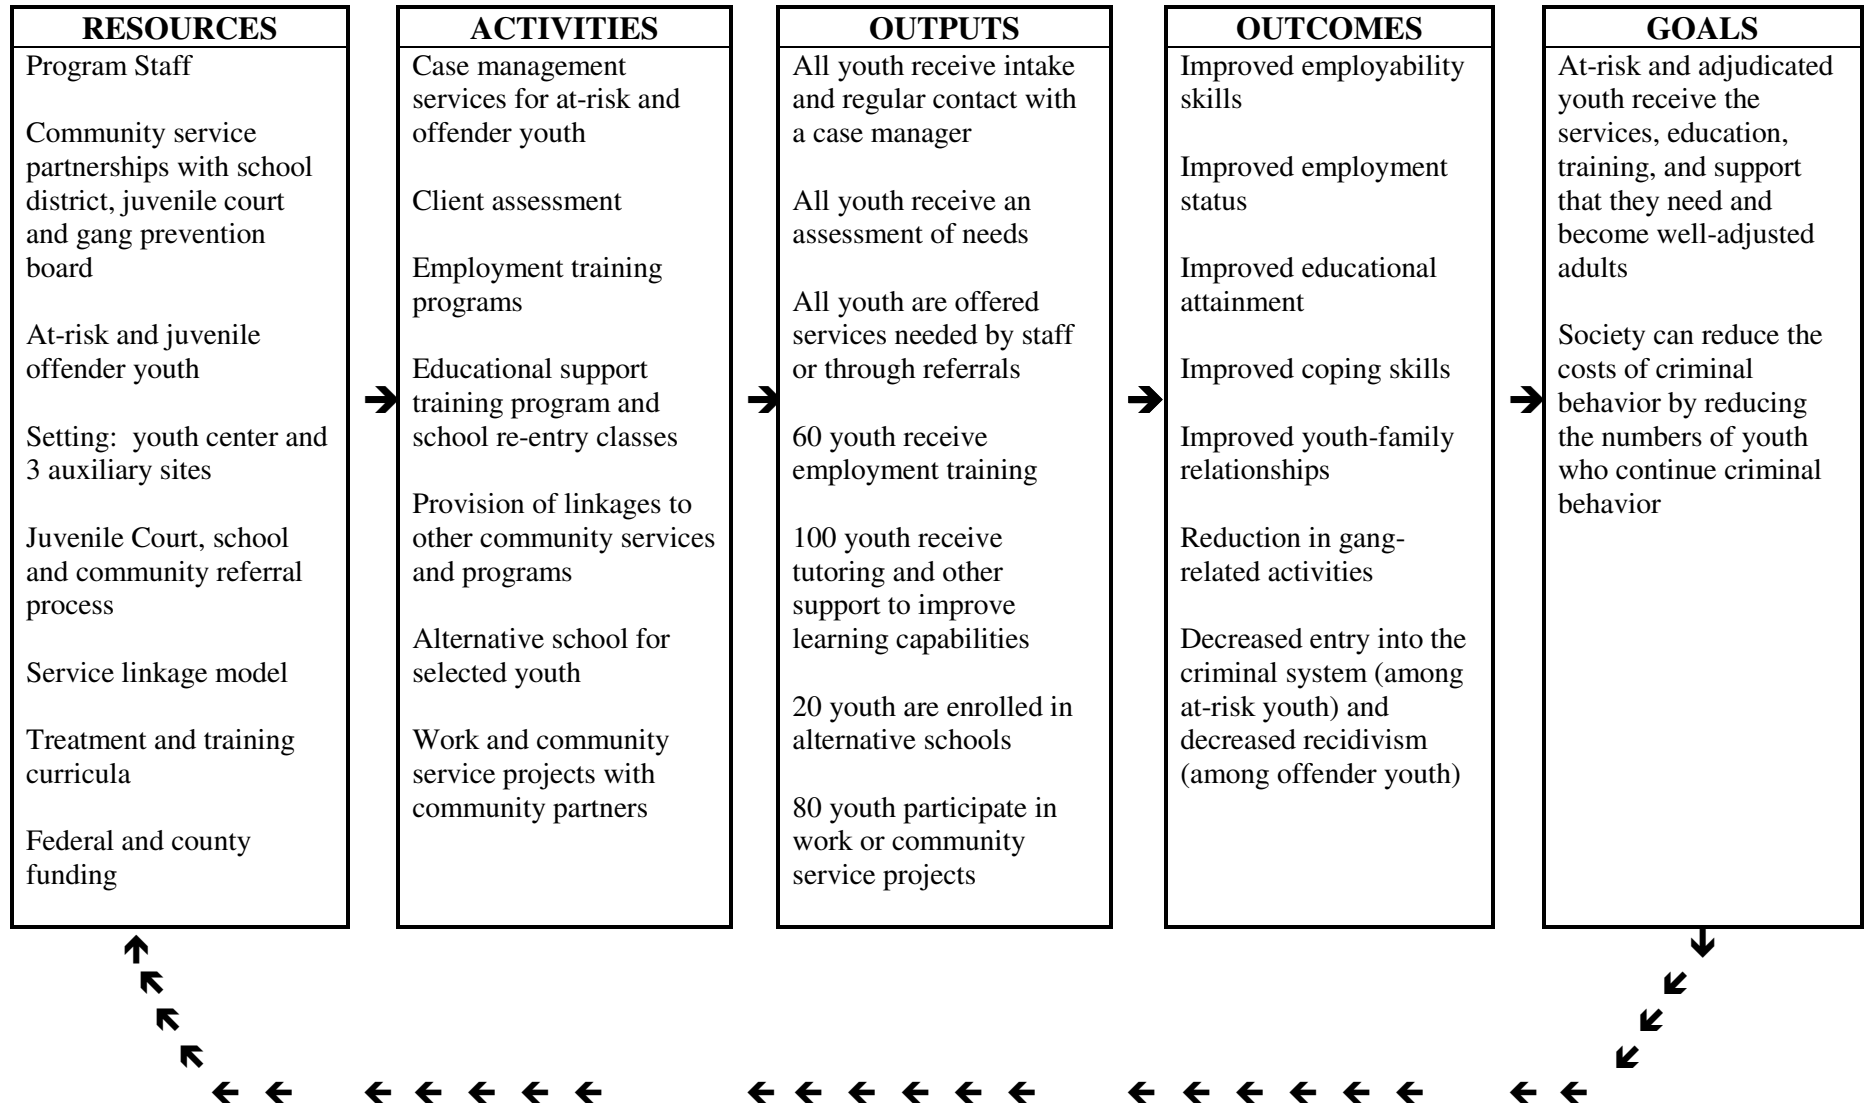 RESOURCES
Program Staff
Community service
partnerships with school
district, juvenile court
and gang prevention
board
At-risk and juvenile
offender youth
Setting: youth center and
3 auxiliary sites
Juvenile Court, school
and community referral
process
Service linkage model
Treatment and training
curricula
Federal and county
funding
ACTIVITIES
Case management
services for at-risk and
offender youth
Client assessment
Employment training
programs
Educational support
training program and
school re-entry classes
Provision of linkages to
other community services
and programs
Alternative school for
selected youth
Work and community
service projects with
community partners
OUTPUTS
All youth receive intake
and regular contact with
a case manager
All youth receive an
assessment of needs
All youth are offered
services needed by staff
or through referrals
60 youth receive
employment training
100 youth receive
tutoring and other
support to improve
learning capabilities
20 youth are enrolled in
alternative schools
80 youth participate in
work or community
service projects
OUTCOMES
Improved employability
skills
Improved employment
status
Improved educational
attainment
Improved coping skills
Improved youth-family
relationships
Reduction in gang-
related activities
Decreased entry into the
criminal system (among
at-risk youth) and
decreased recidivism
(among offender youth)
GOALS
At-risk and adjudicated
youth receive the
services, education,
training, and support
that they need and
become well-adjusted
adults
Society can reduce the
costs of criminal
behavior by reducing
the numbers of youth
who continue criminal
behavior